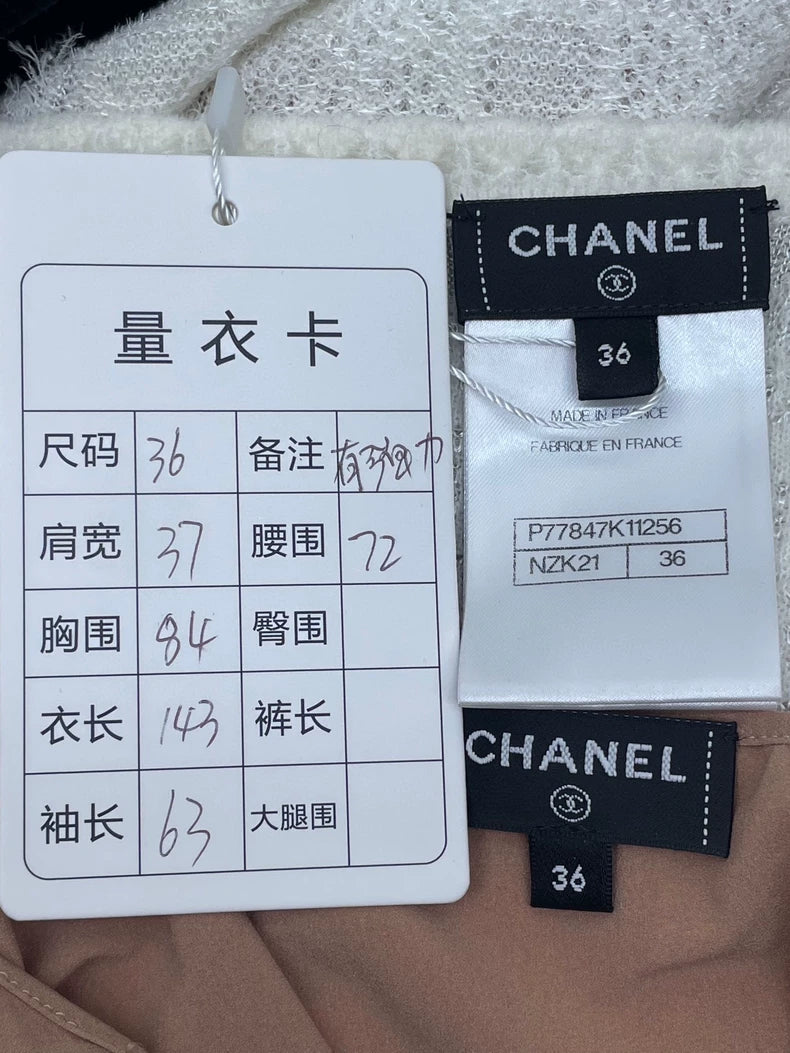 量衣卡
尺码 36 备注 有弹力
肩宽 37 腰围 72
胸围 84 臀围
衣长 143 裤长
袖长 63 大腿围
CHANEL
36
MADE IN FRANCE
FABRIQUE EN FRANCE
P77847K11256
NZK21 36
CHANEL
36